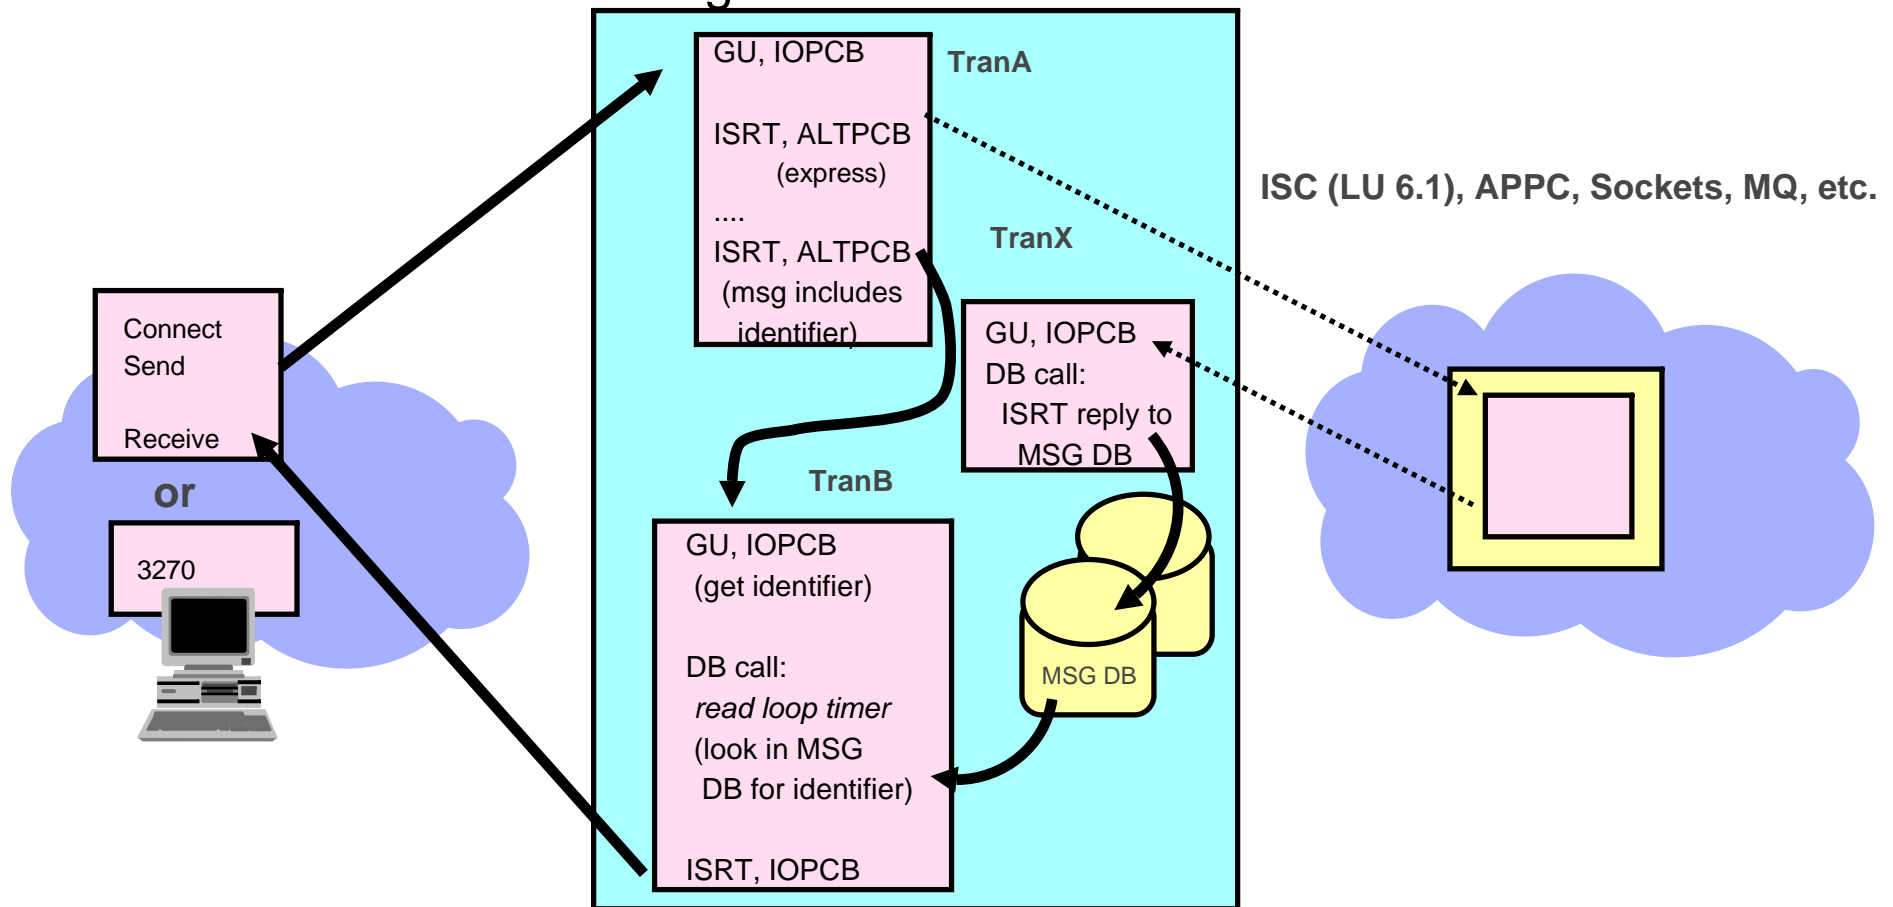 Connect
Send
Receive
or
3270
GU, IOPCB
ISRT, ALTPCB
(express)
....
ISRT, ALTPCB
(msg includes
identifier)
TranA
TranX
GU, IOPCB
DB call:
ISRT reply to
MSG DB
TranB
GU, IOPCB
(get identifier)
DB call:
read loop timer
(look in MSG
DB for identifier)
ISRT, IOPCB
MSG DB
ISC (LU 6.1), APPC, Sockets, MQ, etc.